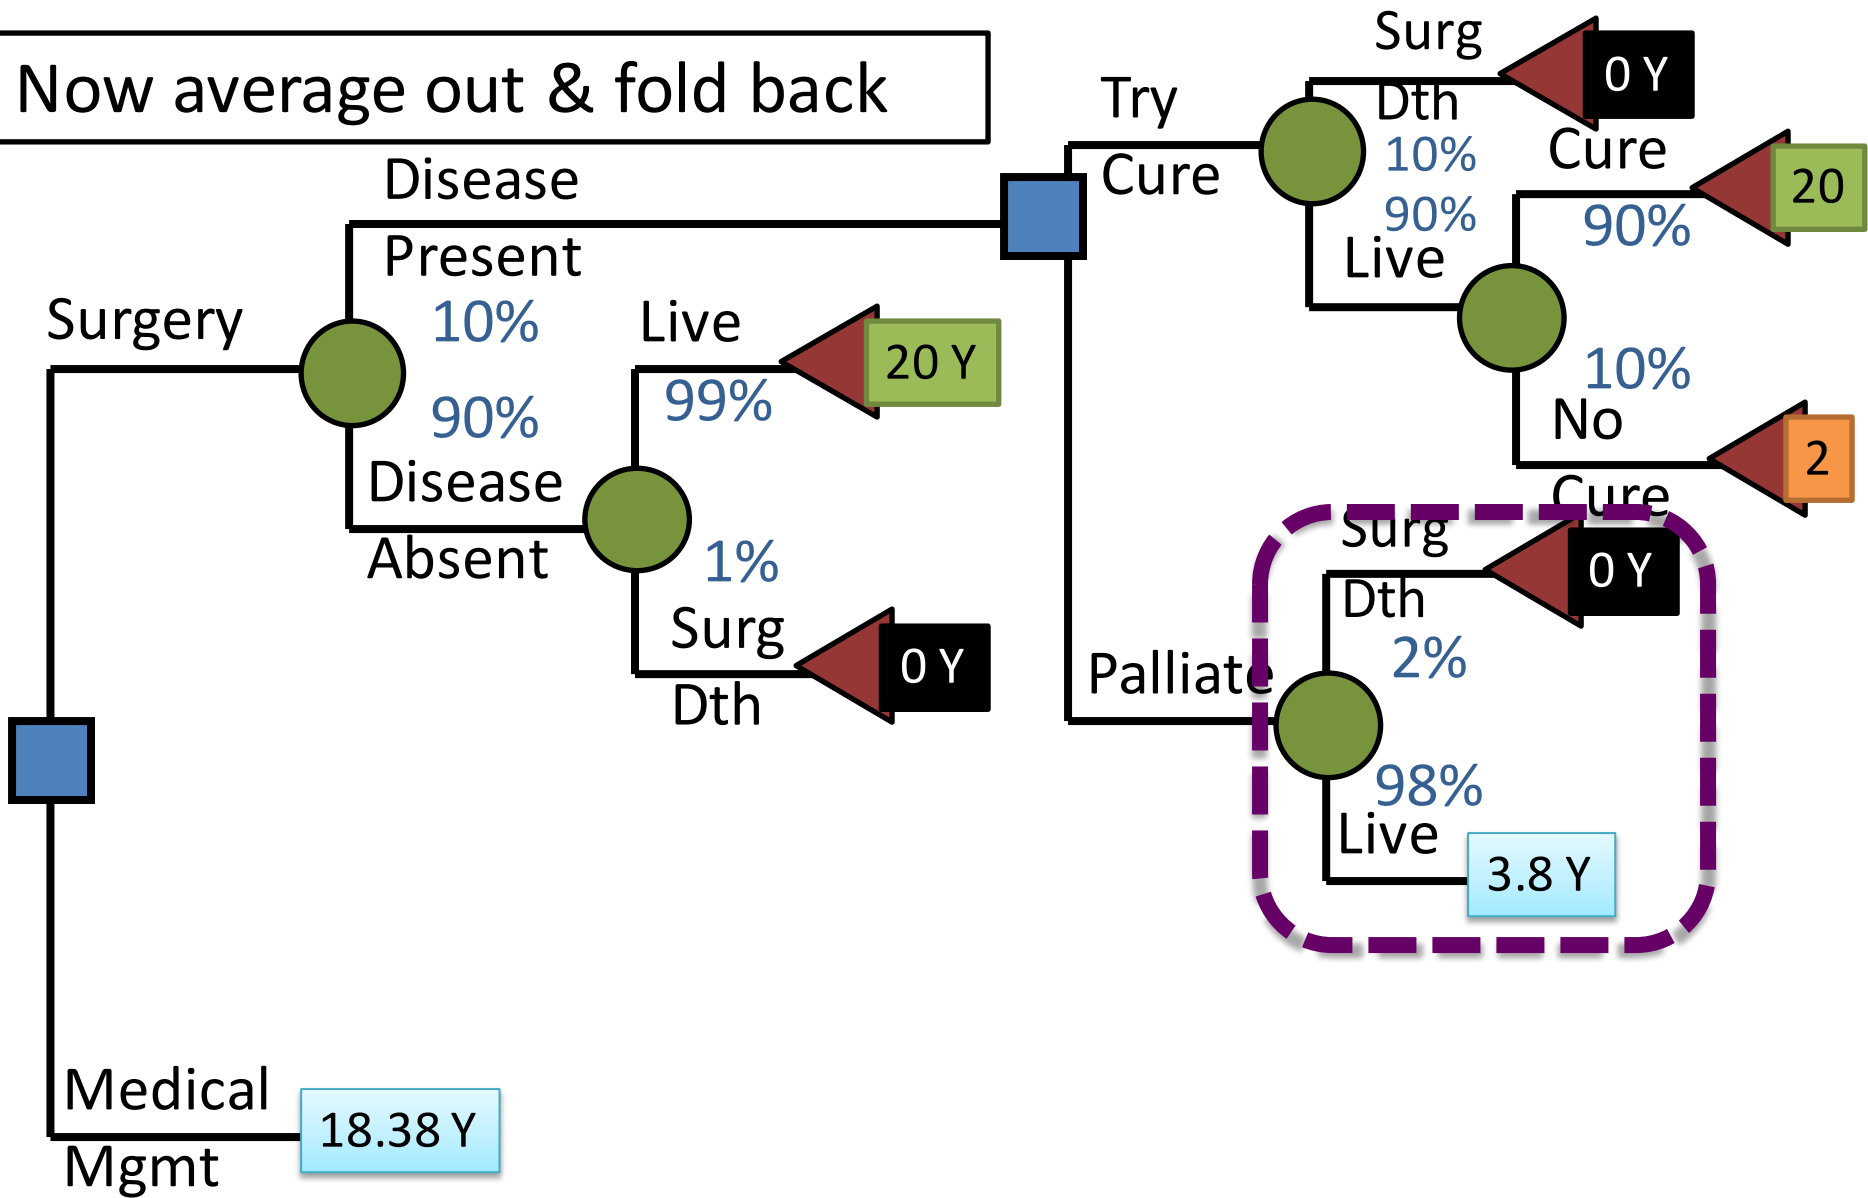 Now average out & fold back
Surgery
Disease
Present
10%
90%
Disease
Absent
Live
99%
20 Y
1%
Surg
Dth
0 Y
Try
Cure
Surg
Dth
0 Y
10%
90%
Live
Cure
90%
20
10%
No
Cure
2
Palliate
Surg
Dth
0 Y
2%
98%
Live
3.8 Y
Medical
Mgmt
18.38 Y